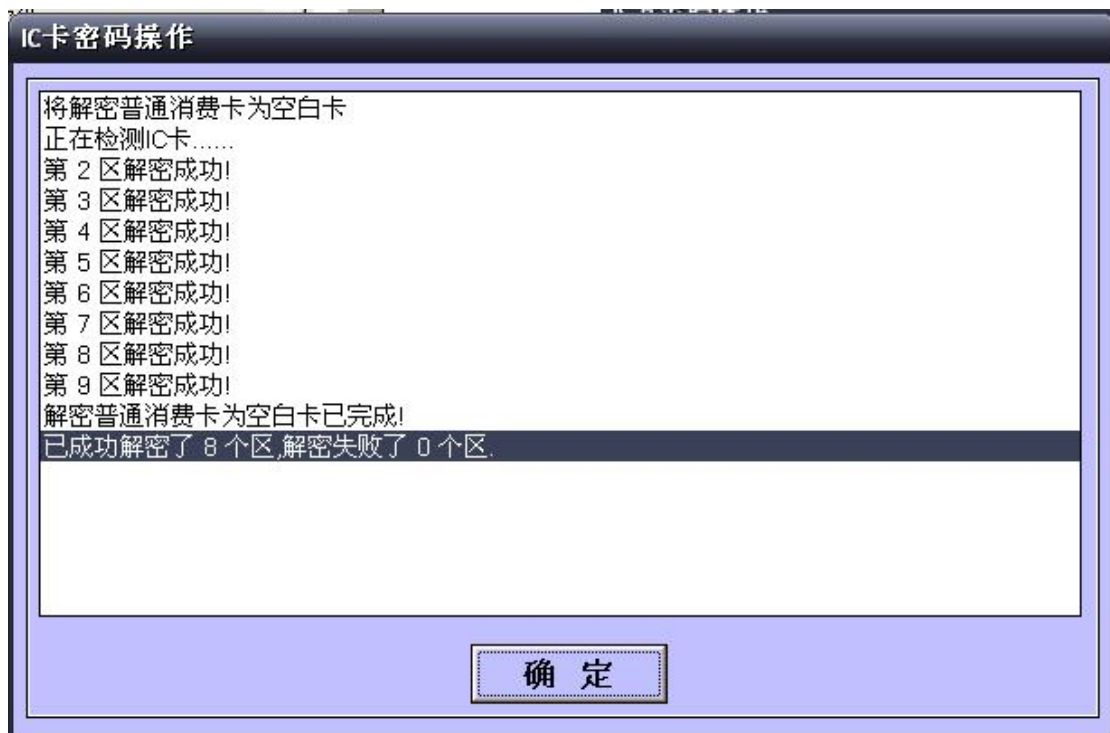 IC卡密码操作
将解密普通消费卡为空白卡
正在检测IC卡......
第 2 区解密成功!
第 3 区解密成功!
第 4 区解密成功!
第 5 区解密成功!
第 6 区解密成功!
第 7 区解密成功!
第 8 区解密成功!
第 9 区解密成功!
解密普通消费卡为空白卡已完成!
已成功解密了 8 个区,解密失败了 0 个区.
确 定